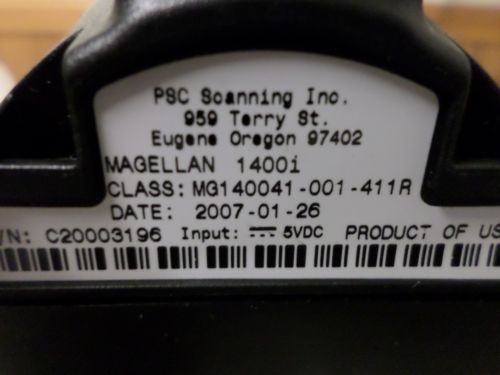 PSC Scanning Inc.
959 Terry St.
Eugene Oregon 97402
MAGELLAN 1400i
CLASS: MG140041-001-411R
DATE: 2007-01-26
/N: C20003196 Input: ⎓ 5VDC PRODUCT OF US